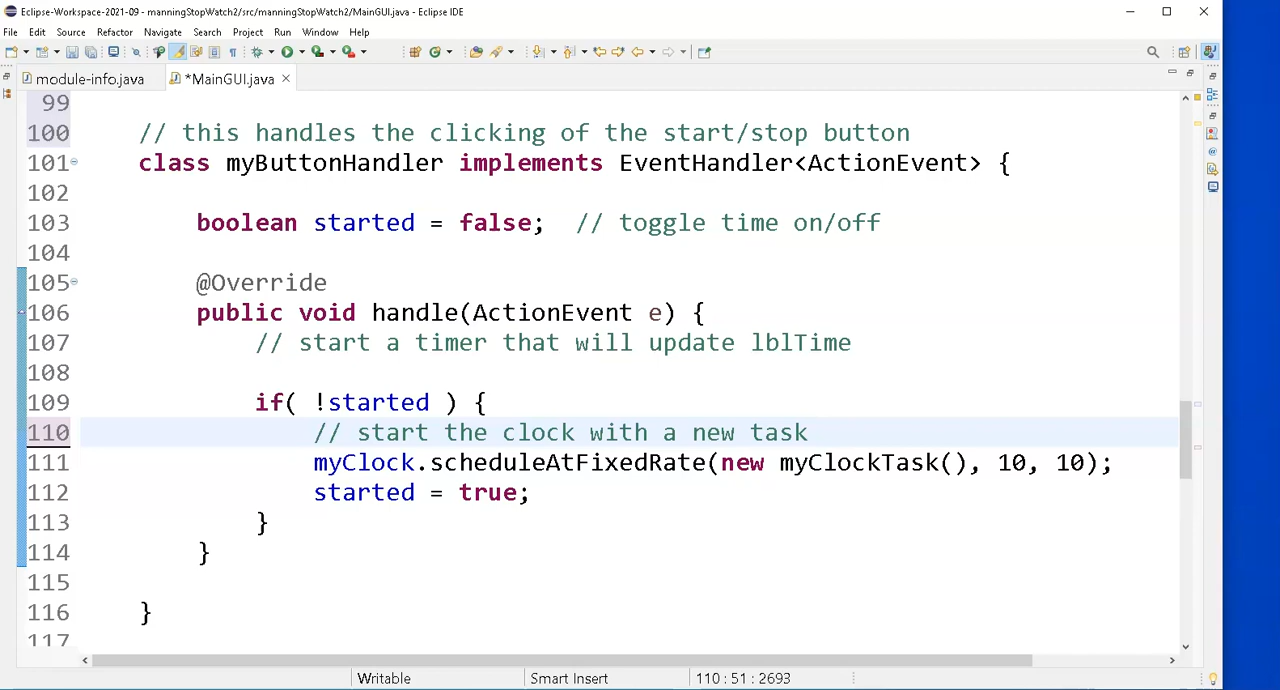 Eclipse-Workspace-2021-09 - manningStopWatch2/src/manningStopWatch2/MainGUI.java - Eclipse IDE
File Edit Source Refactor Navigate Search Project Run Window Help
module-info.java *MainGUI.java
99
100 // this handles the clicking of the start/stop button
101 class myButtonHandler implements EventHandler<ActionEvent> {
102
103 boolean started = false; // toggle time on/off
104
105 @Override
106 public void handle(ActionEvent e) {
107 // start a timer that will update lblTime
108
109 if( !started ) {
110 // start the clock with a new task
111 myClock.scheduleAtFixedRate(new myClockTask(), 10, 10);
112 started = true;
113 }
114 }
115
116 }
117
Writable Smart Insert 110 : 51 : 2693